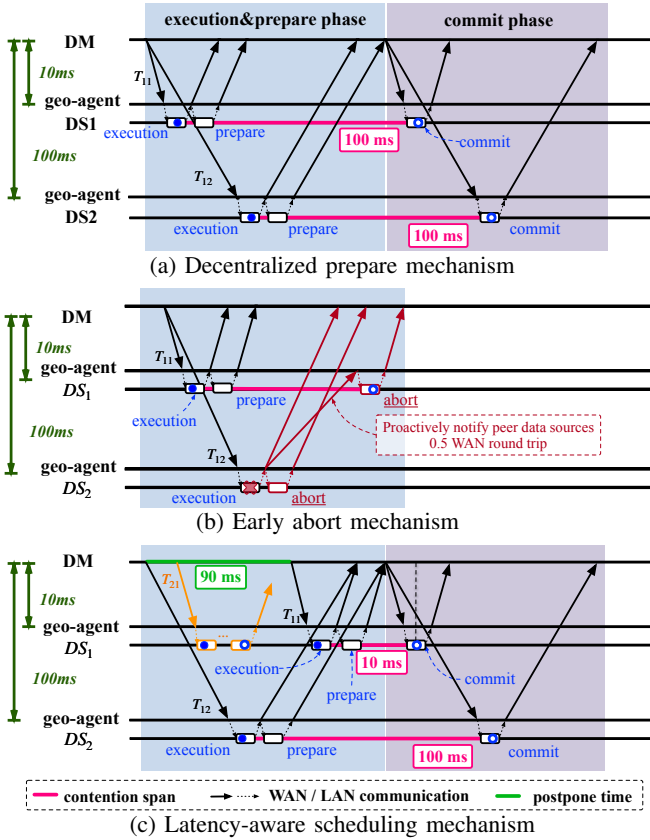 execution&prepare phase
commit phase
DM
10ms
T11
geo-agent
DS1
execution
prepare
100 ms
commit
100ms
T12
geo-agent
DS2
execution
prepare
100 ms
commit
(a) Decentralized prepare mechanism
DM
10ms
T11
geo-agent
DS1
execution
prepare
abort
Proactively notify peer data sources
0.5 WAN round trip
100ms
T12
geo-agent
DS2
execution
abort
(b) Early abort mechanism
DM
90 ms
T21
10ms
T11
geo-agent
...
DS1
execution
10 ms
prepare
commit
100ms
T12
geo-agent
DS2
execution
100 ms
commit
contention span
WAN / LAN communication
postpone time
(c) Latency-aware scheduling mechanism